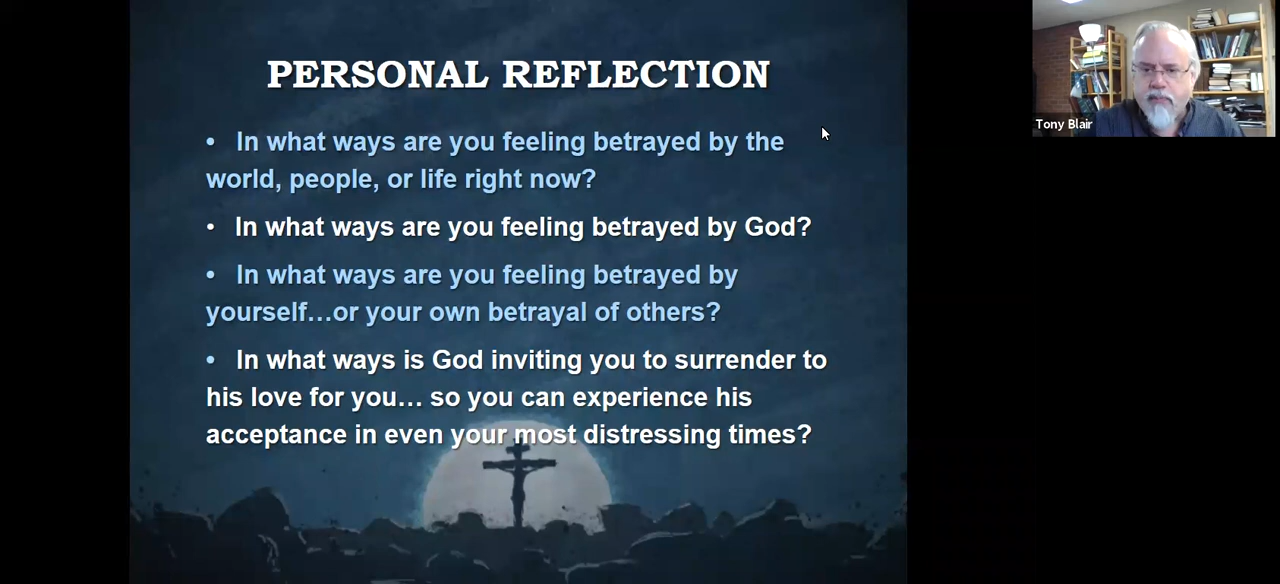 PERSONAL REFLECTION
• In what ways are you feeling betrayed by the
world, people, or life right now?
• In what ways are you feeling betrayed by God?
• In what ways are you feeling betrayed by
yourself…or your own betrayal of others?
• In what ways is God inviting you to surrender to
his love for you… so you can experience his
acceptance in even your most distressing times?
Tony Blair